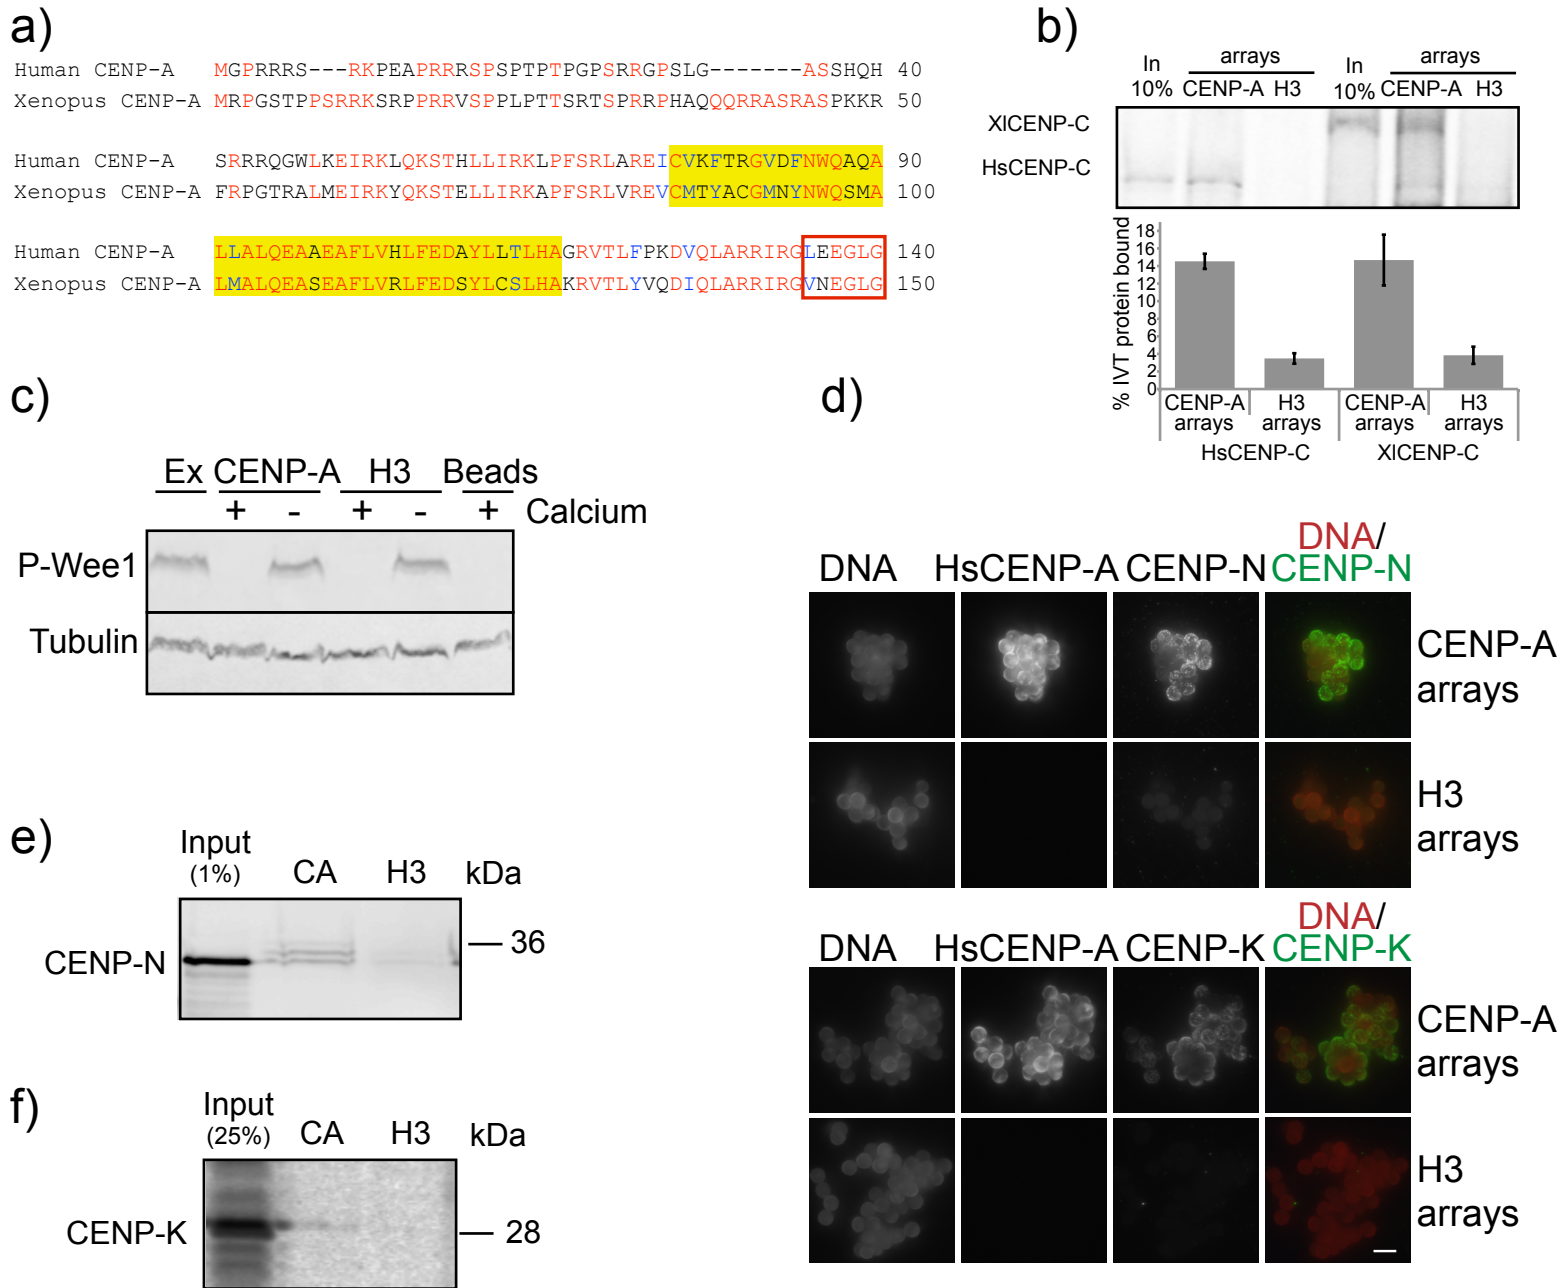 a)
Human CENP-A MGPRRRS---RKPEAPRRRSPSPTPTPGPSRRGPSLG-------ASSHQH 40
Xenopus CENP-A MRPGSTPPSRRKSRPPRRVSPPLPTTSRTSPRRPHAQQQRRASRASPKKR 50
Human CENP-A SRRRQGWLKEIRKLQKSTHLLIRKLPFSRLAREICVKFTRGVDFNWQAQA 90
Xenopus CENP-A FRPGTRALMEIRKYQKSTELLIRKAPFSRLVREVCMTYACGMNYNWQSMA 100
Human CENP-A LLALQEAAEAFLVHLFEDAYLLTLHAGRVTLFPKDVQLARRIRGLEEGLG 140
Xenopus CENP-A LMALQEASEAFLVRLFEDSYLCSLHAKRVTLYVQDIQLARRIRGVNEGLG 150
b)
In 10% arrays In 10% arrays
CENP-A H3 CENP-A H3
XlCENP-C
HsCENP-C
% IVT protein bound
18
16
14
12
10
8
6
4
2
0
CENP-A arrays H3 arrays CENP-A arrays H3 arrays
HsCENP-C XlCENP-C
c)
Ex CENP-A H3 Beads
+ - + - + Calcium
P-Wee1
Tubulin
d)
DNA HsCENP-A CENP-N DNA/CENP-N
CENP-A arrays
H3 arrays
DNA HsCENP-A CENP-K DNA/CENP-K
CENP-A arrays
H3 arrays
e)
Input (1%) CA H3 kDa
36
CENP-N
f)
Input (25%) CA H3 kDa
CENP-K
28